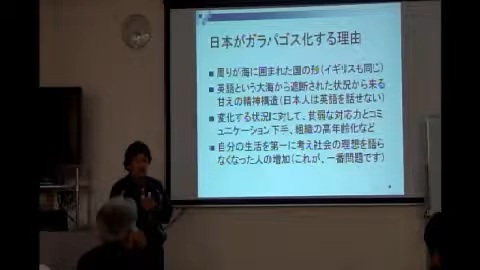 日本がガラパゴス化する理由
■ 周りが海に囲まれた国の形(イギリスも同じ)
■ 英語という大海から遮断された状況から来る
甘えの精神構造(日本人は英語を話せない)
■ 変化する状況に対して、貧弱な対応力とコミ
ュニケーション下手、組織の高年齢化など
■ 自分の生活を第一に考え社会の理想を語ら
なくなった人の増加(これが、一番問題です)